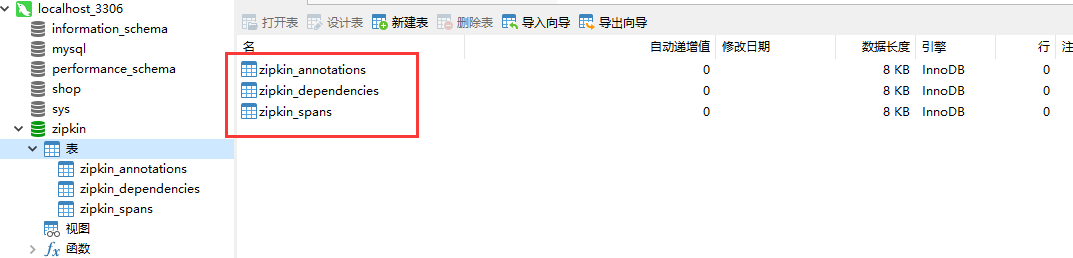 localhost_3306
information_schema
mysql
performance_schema
shop
sys
zipkin
表
zipkin_annotations
zipkin_dependencies
zipkin_spans
视图
fx 函数
打开表 设计表 新建表 删除表 导入向导 导出向导
名 自动递增值 修改日期 数据长度 引擎 行 注
zipkin_annotations 0 8 KB InnoDB 0
zipkin_dependencies 0 8 KB InnoDB 0
zipkin_spans 0 8 KB InnoDB 0